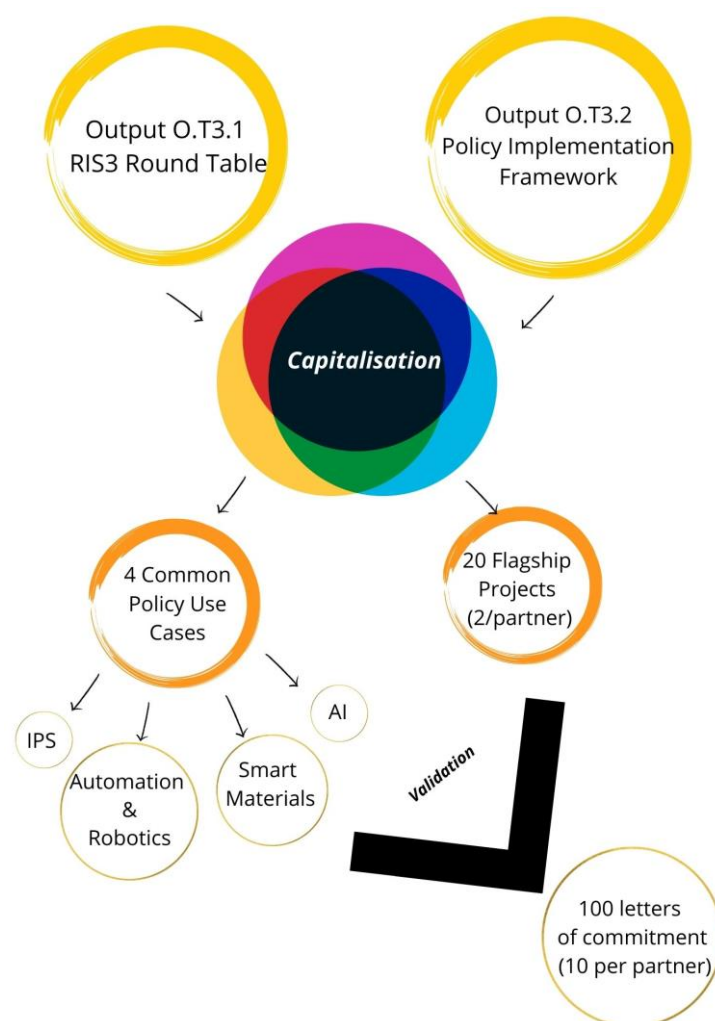 Output O.T3.1
RIS3 Round Table
Output O.T3.2
Policy Implementation
Framework
Capitalisation
4 Common
Policy Use
Cases
20 Flagship
Projects
(2/partner)
IPS
Automation
&
Robotics
Smart
Materials
AI
Validation
100 letters
of commitment
(10 per partner)